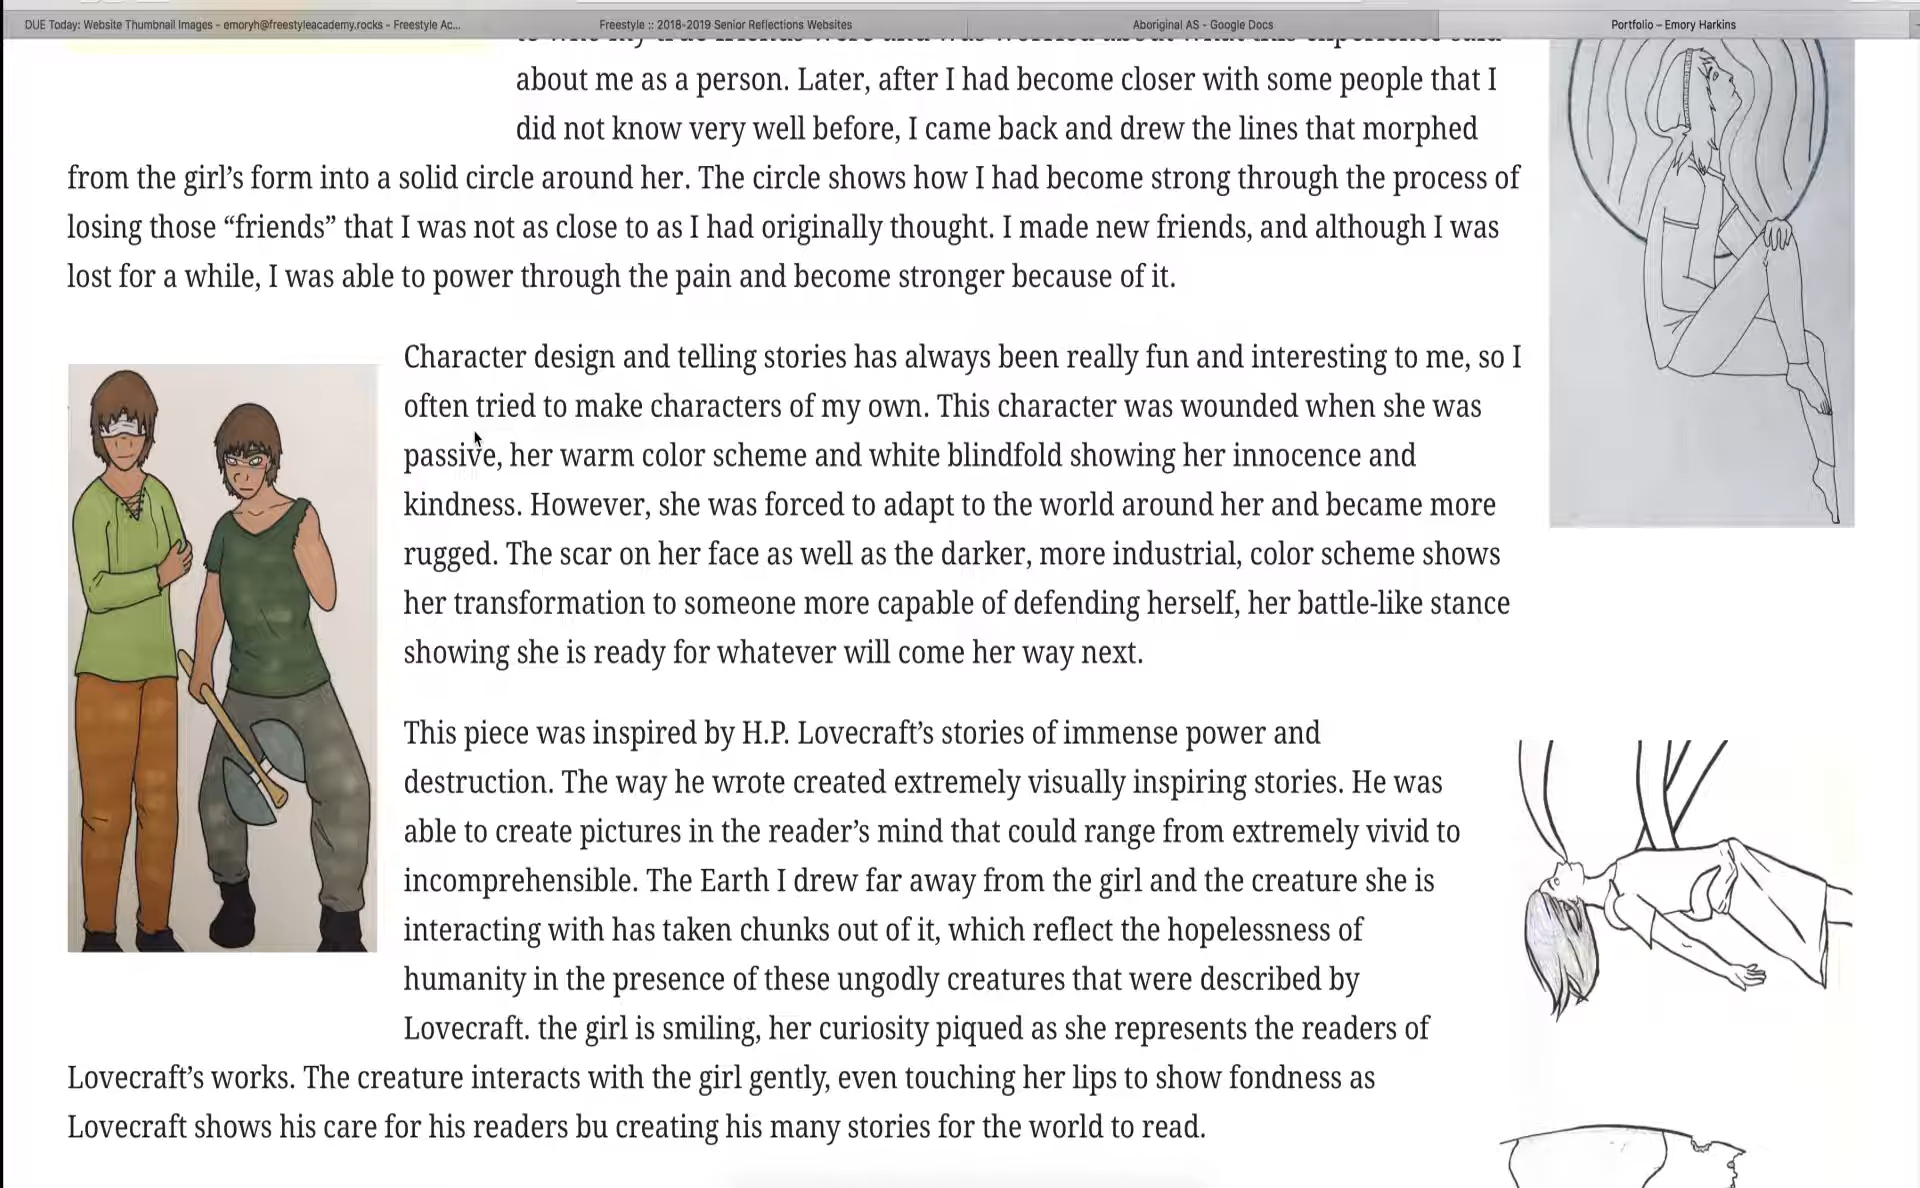 DUE Today: Website Thumbnail Images - emoryh@freestyleacademy.rocks - Freestyle Ac...
Freestyle :: 2018-2019 Senior Reflections Websites
Aboriginal AS - Google Docs
Portfolio – Emory Harkins
to who my true friends were and was worried about what this experience said
about me as a person. Later, after I had become closer with some people that I
did not know very well before, I came back and drew the lines that morphed
from the girl’s form into a solid circle around her. The circle shows how I had become strong through the process of
losing those “friends” that I was not as close to as I had originally thought. I made new friends, and although I was
lost for a while, I was able to power through the pain and become stronger because of it.
Character design and telling stories has always been really fun and interesting to me, so I
often tried to make characters of my own. This character was wounded when she was
passive, her warm color scheme and white blindfold showing her innocence and
kindness. However, she was forced to adapt to the world around her and became more
rugged. The scar on her face as well as the darker, more industrial, color scheme shows
her transformation to someone more capable of defending herself, her battle-like stance
showing she is ready for whatever will come her way next.
This piece was inspired by H.P. Lovecraft’s stories of immense power and
destruction. The way he wrote created extremely visually inspiring stories. He was
able to create pictures in the reader’s mind that could range from extremely vivid to
incomprehensible. The Earth I drew far away from the girl and the creature she is
interacting with has taken chunks out of it, which reflect the hopelessness of
humanity in the presence of these ungodly creatures that were described by
Lovecraft. the girl is smiling, her curiosity piqued as she represents the readers of
Lovecraft’s works. The creature interacts with the girl gently, even touching her lips to show fondness as
Lovecraft shows his care for his readers bu creating his many stories for the world to read.